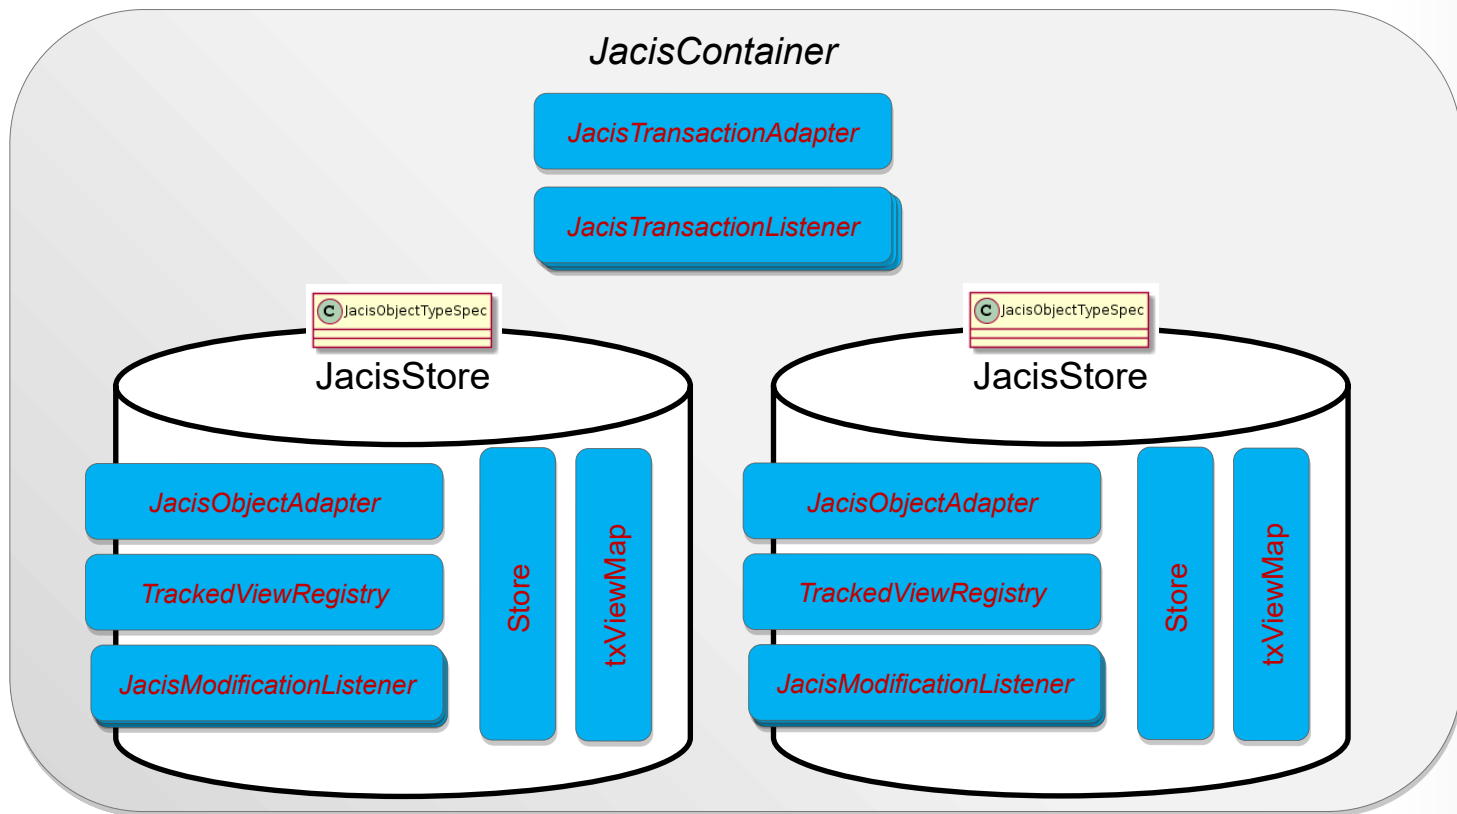 JacisContainer
JacisTransactionAdapter
JacisTransactionListener
C JacisObjectTypeSpec
JacisStore
JacisObjectAdapter
TrackedViewRegistry
JacisModificationListener
Store
txViewMap
C JacisObjectTypeSpec
JacisStore
JacisObjectAdapter
TrackedViewRegistry
JacisModificationListener
Store
txViewMap